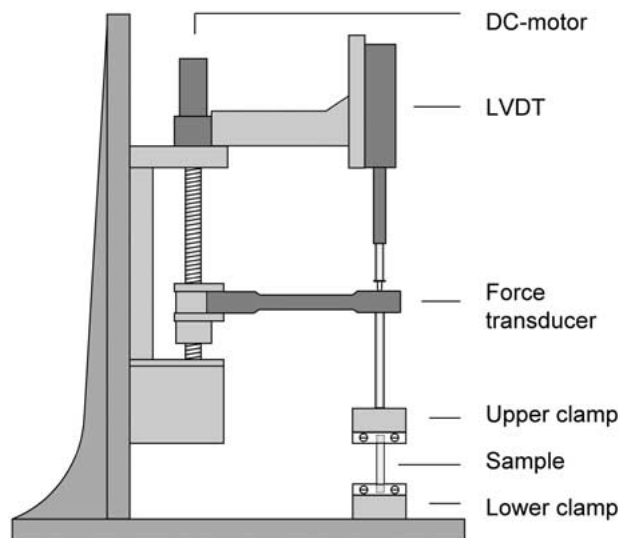 DC-motor
LVDT
Force
transducer
Upper clamp
Sample
Lower clamp